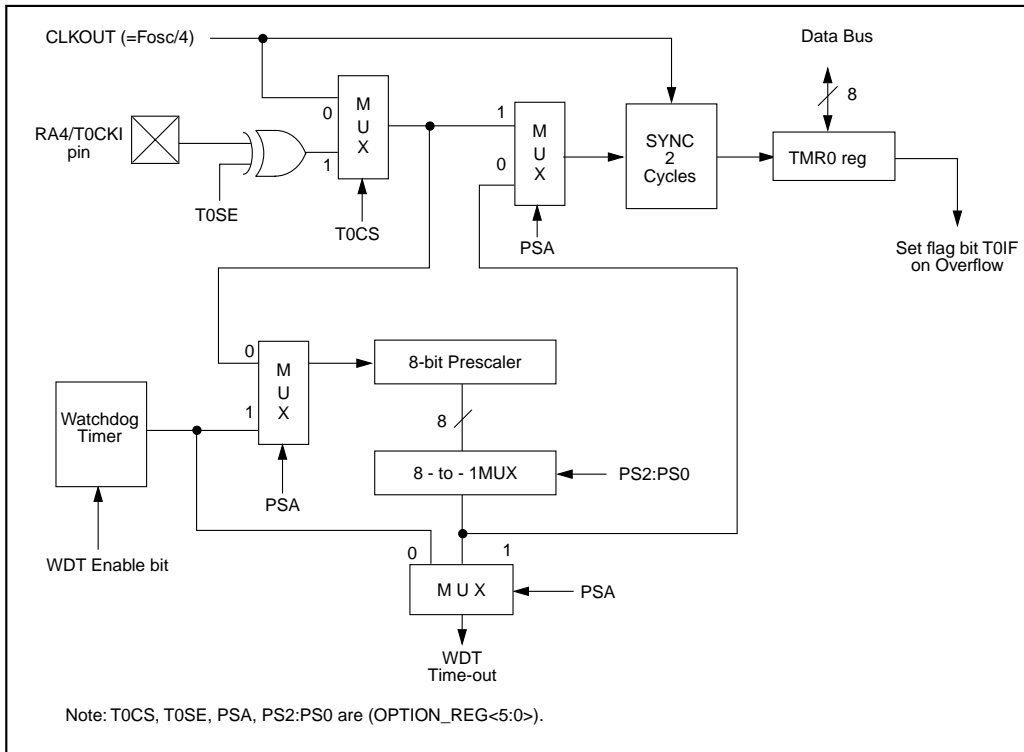 CLKOUT (=Fosc/4)
Data Bus
8
RA4/T0CKI
pin
T0SE
0
1
M
U
X
T0CS
1
0
M
U
X
PSA
SYNC
2
Cycles
TMR0 reg
Set flag bit T0IF
on Overflow
0
1
M
U
X
PSA
8-bit Prescaler
8
Watchdog
Timer
WDT Enable bit
8 - to - 1MUX
PS2:PS0
0
1
M U X
PSA
WDT
Time-out
Note: T0CS, T0SE, PSA, PS2:PS0 are (OPTION_REG<5:0>).